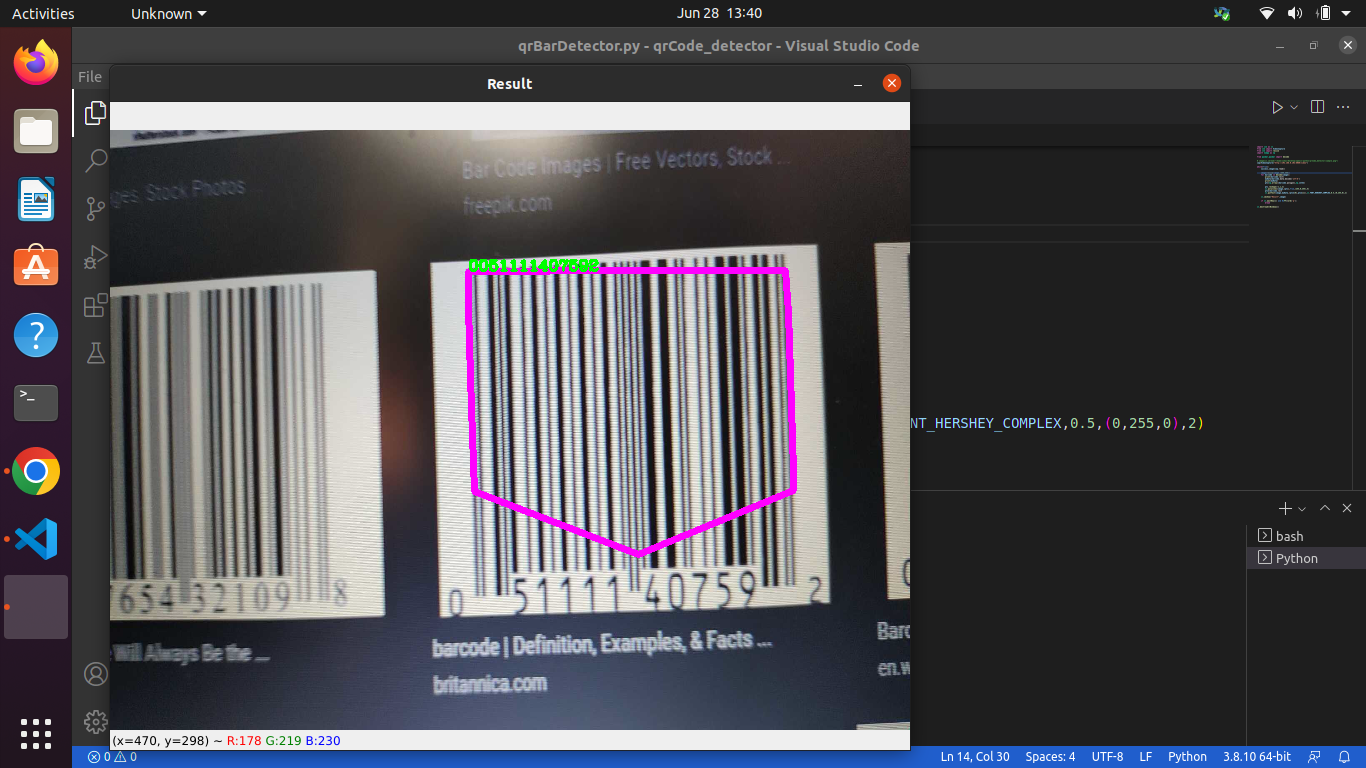 Activities
Unknown
Jun 28 13:40
qrBarDetector.py - qrCode_detector - Visual Studio Code
File
Result
Bar Code Images | Free Vectors, Stock ...
freepik.com
ges, Stock Photos
0051111407592
7654 32109 8
0 51111 40759 2
Will Always Be the ...
barcode | Definition, Examples, & Facts ...
britannica.com
Barc
en.w
NT_HERSHEY_COMPLEX,0.5,(0,255,0),2)
bash
Python
(x=470, y=298) ~ R:178 G:219 B:230
0 0
Ln 14, Col 30
Spaces: 4
UTF-8
LF
Python
3.8.10 64-bit